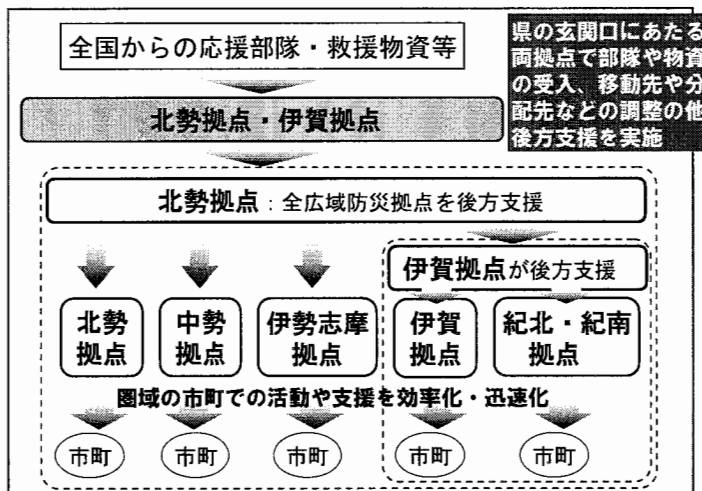 全国からの応援部隊・救援物資等
県の玄関口にあたる
両拠点で部隊や物資
の受入、移動先や分
配先などの調整の他
後方支援を実施
北勢拠点・伊賀拠点
北勢拠点：全広域防災拠点を後方支援
伊賀拠点が後方支援
北勢
拠点
中勢
拠点
伊勢志摩
拠点
伊賀
拠点
紀北・紀南
拠点
圏域の市町での活動や支援を効率化・迅速化
市町
市町
市町
市町
市町